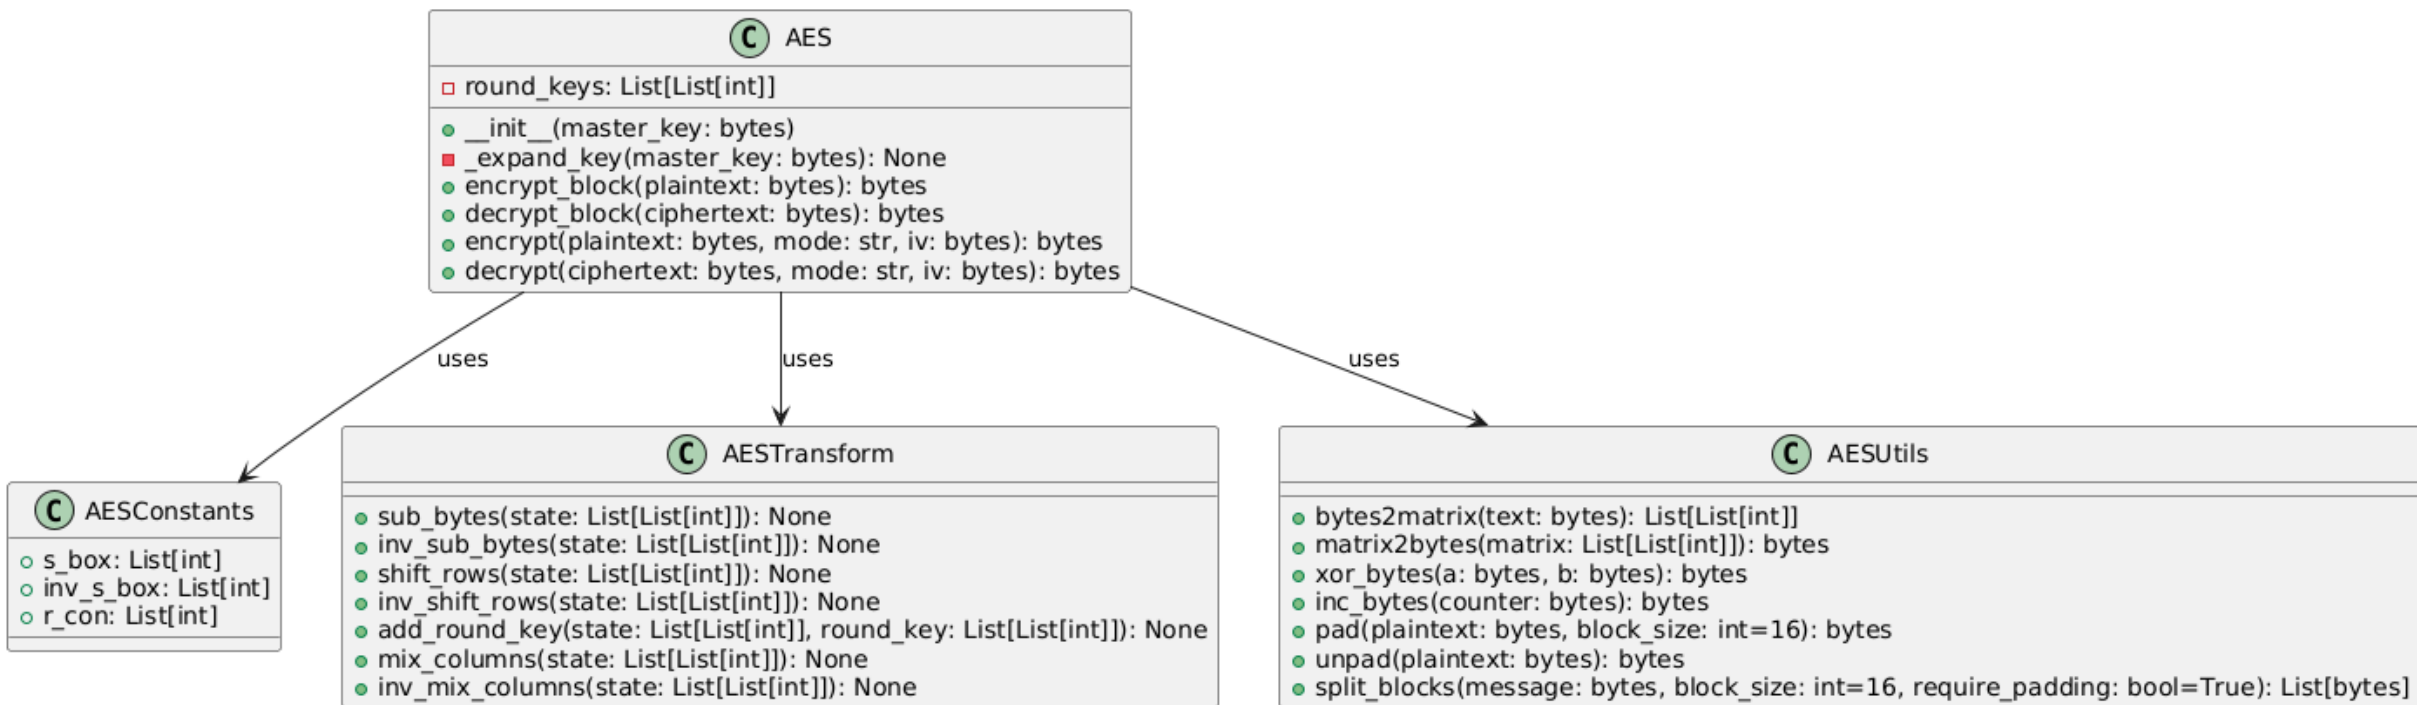 C AES
round_keys: List[List[int]]
__init__(master_key: bytes)
_expand_key(master_key: bytes): None
encrypt_block(plaintext: bytes): bytes
decrypt_block(ciphertext: bytes): bytes
encrypt(plaintext: bytes, mode: str, iv: bytes): bytes
decrypt(ciphertext: bytes, mode: str, iv: bytes): bytes
uses
uses
uses
C AESConstants
s_box: List[int]
inv_s_box: List[int]
r_con: List[int]
C AESTransform
sub_bytes(state: List[List[int]]): None
inv_sub_bytes(state: List[List[int]]): None
shift_rows(state: List[List[int]]): None
inv_shift_rows(state: List[List[int]]): None
add_round_key(state: List[List[int]], round_key: List[List[int]]): None
mix_columns(state: List[List[int]]): None
inv_mix_columns(state: List[List[int]]): None
C AESUtils
bytes2matrix(text: bytes): List[List[int]]
matrix2bytes(matrix: List[List[int]]): bytes
xor_bytes(a: bytes, b: bytes): bytes
inc_bytes(counter: bytes): bytes
pad(plaintext: bytes, block_size: int=16): bytes
unpad(plaintext: bytes): bytes
split_blocks(message: bytes, block_size: int=16, require_padding: bool=True): List[bytes]